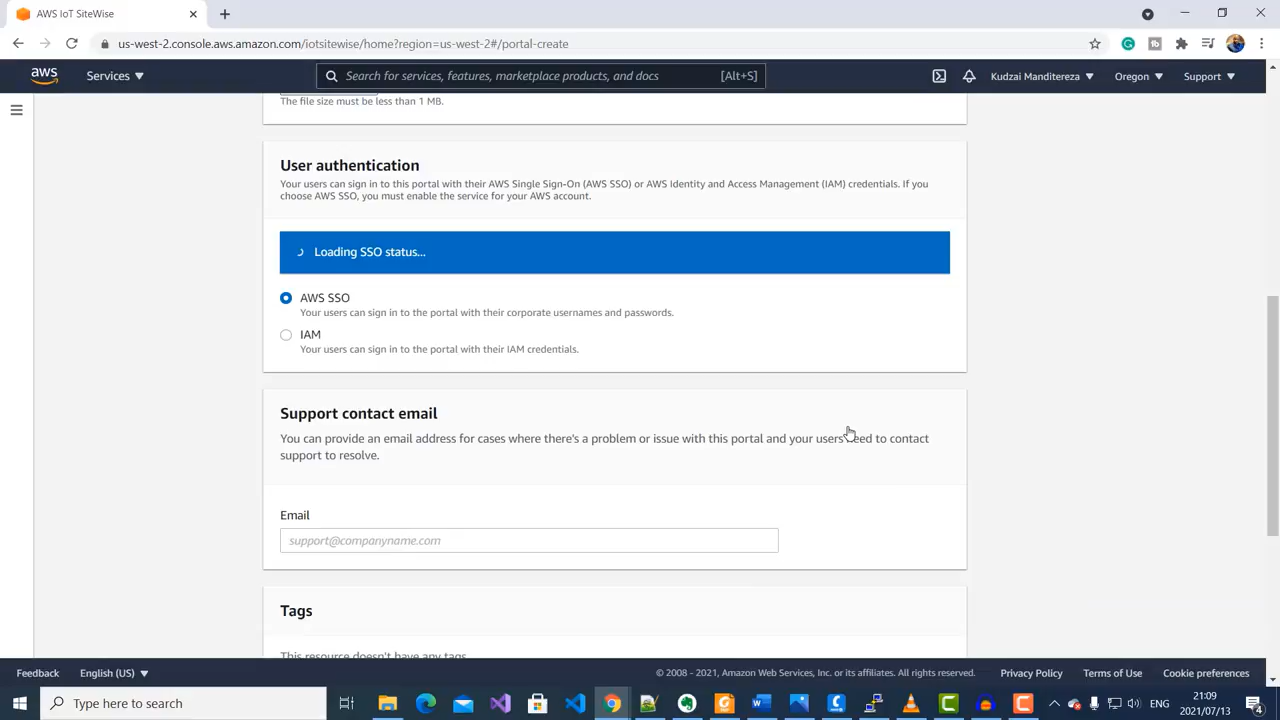 AWS IoT SiteWise
us-west-2.console.aws.amazon.com/iotsitewise/home?region=us-west-2#/portal-create
aws
Services
Search for services, features, marketplace products, and docs
[Alt+S]
Kudzai Manditereza
Oregon
Support
The file size must be less than 1 MB.
User authentication
Your users can sign in to this portal with their AWS Single Sign-On (AWS SSO) or AWS Identity and Access Management (IAM) credentials. If you
choose AWS SSO, you must enable the service for your AWS account.
Loading SSO status...
AWS SSO
Your users can sign in to the portal with their corporate usernames and passwords.
IAM
Your users can sign in to the portal with their IAM credentials.
Support contact email
You can provide an email address for cases where there's a problem or issue with this portal and your users need to contact
support to resolve.
Email
support@companyname.com
Tags
This resource doesn't have any tags
Feedback
English (US)
© 2008 - 2021, Amazon Web Services, Inc. or its affiliates. All rights reserved.
Privacy Policy
Terms of Use
Cookie preferences
Type here to search
ENG
21:09
2021/07/13
4